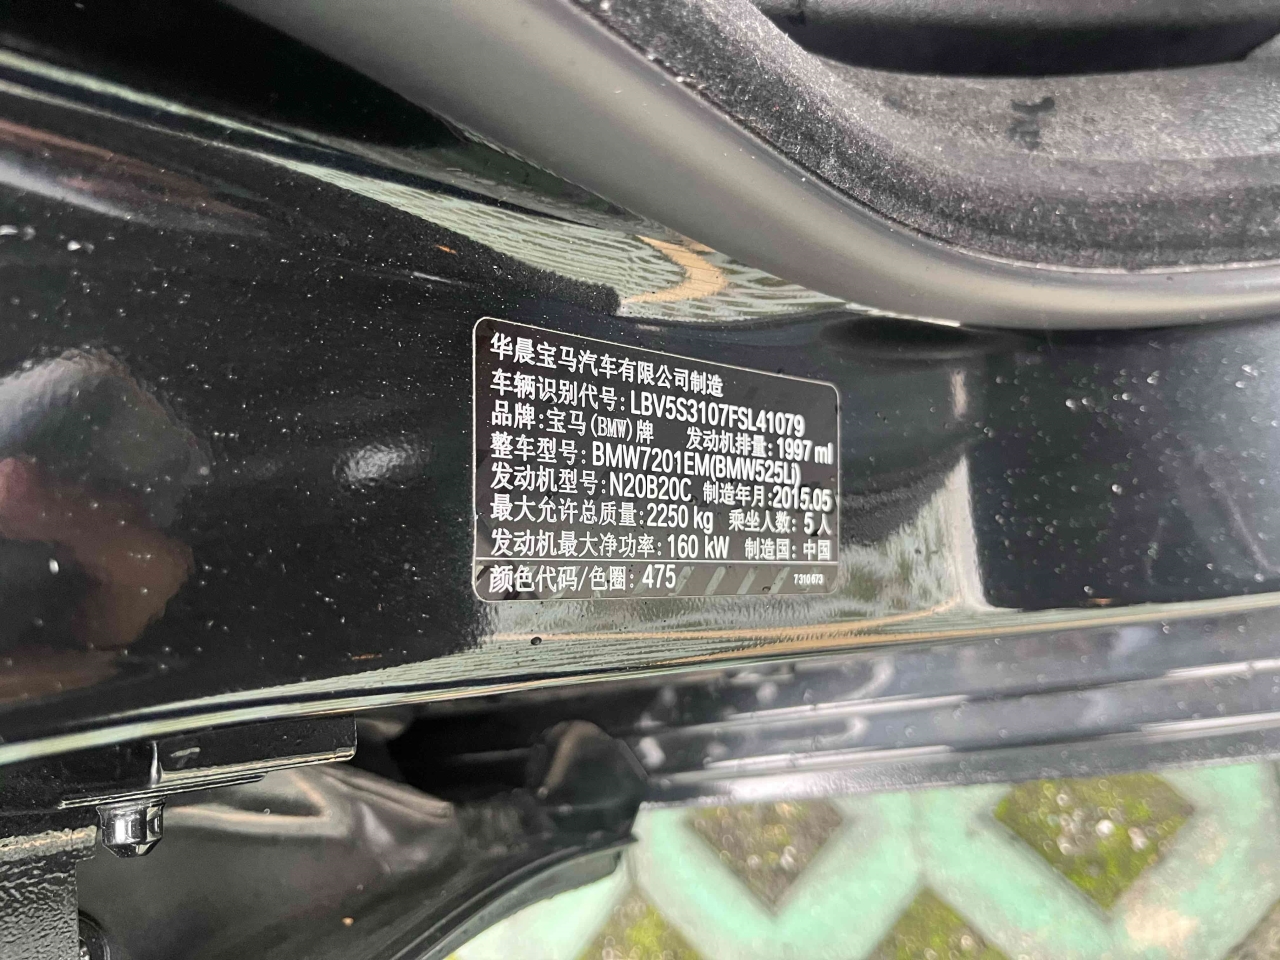 华晨宝马汽车有限公司制造
车辆识别代号:LBV5S3107FSL41079
品牌:宝马(BMW)牌 发动机排量:1997 ml
整车型号:BMW7201EM(BMW525Li)
发动机型号:N20B20C 制造年月:2015.05
最大允许总质量:2250 kg 乘坐人数:5人
发动机最大净功率:160 kW 制造国:中国
颜色代码/色圈:475 7310673